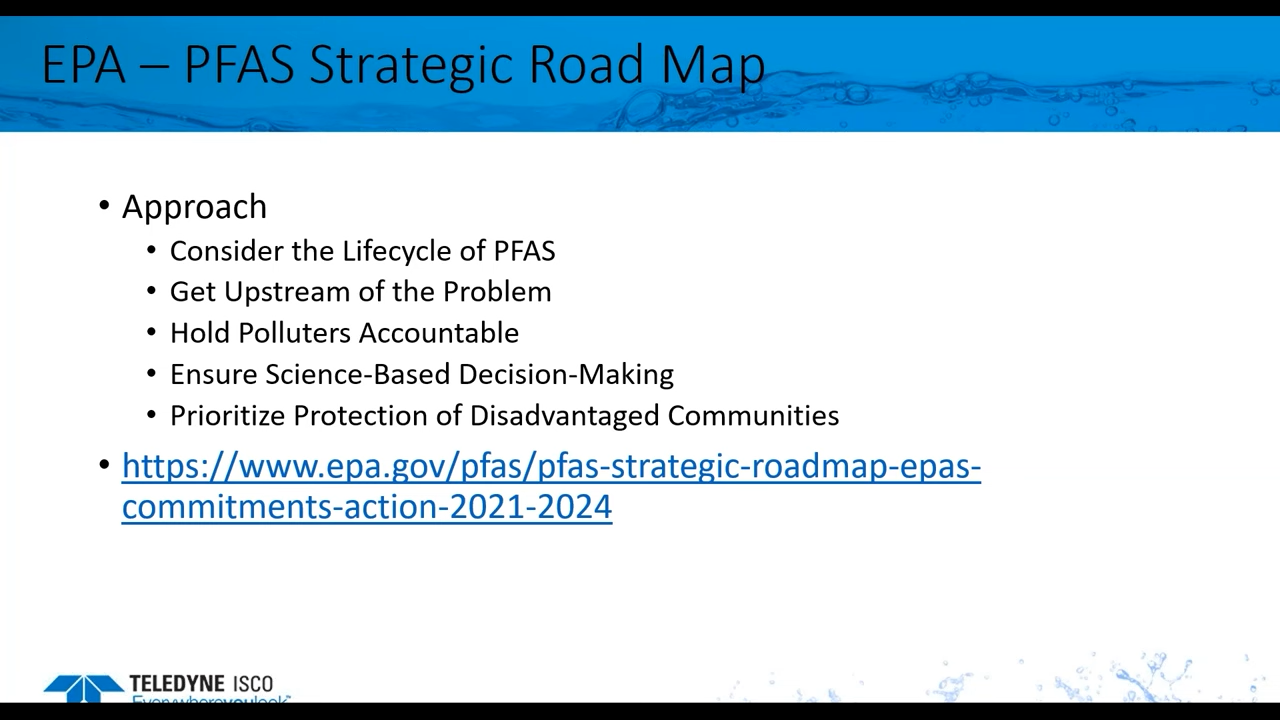 EPA – PFAS Strategic Road Map
• Approach
• Consider the Lifecycle of PFAS
• Get Upstream of the Problem
• Hold Polluters Accountable
• Ensure Science-Based Decision-Making
• Prioritize Protection of Disadvantaged Communities
• https://www.epa.gov/pfas/pfas-strategic-roadmap-epas-
commitments-action-2021-2024
TELEDYNE ISCO
Everywhereyoulook™